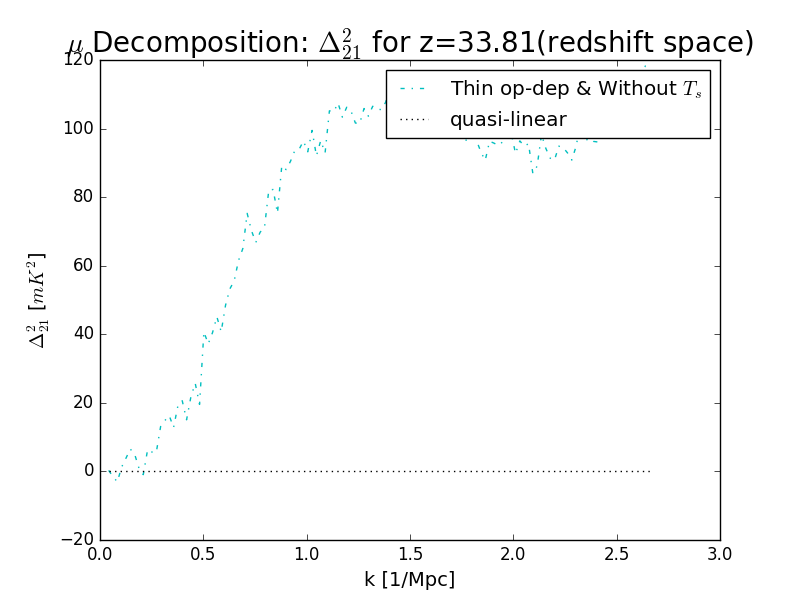 μ Decomposition: Δ²₂₁ for z=33.81(redshift space)
Thin op-dep & Without Tₛ
quasi-linear
120
100
80
60
40
20
0
−20
Δ²₂₁ [mK²]
0.0 0.5 1.0 1.5 2.0 2.5 3.0
k [1/Mpc]